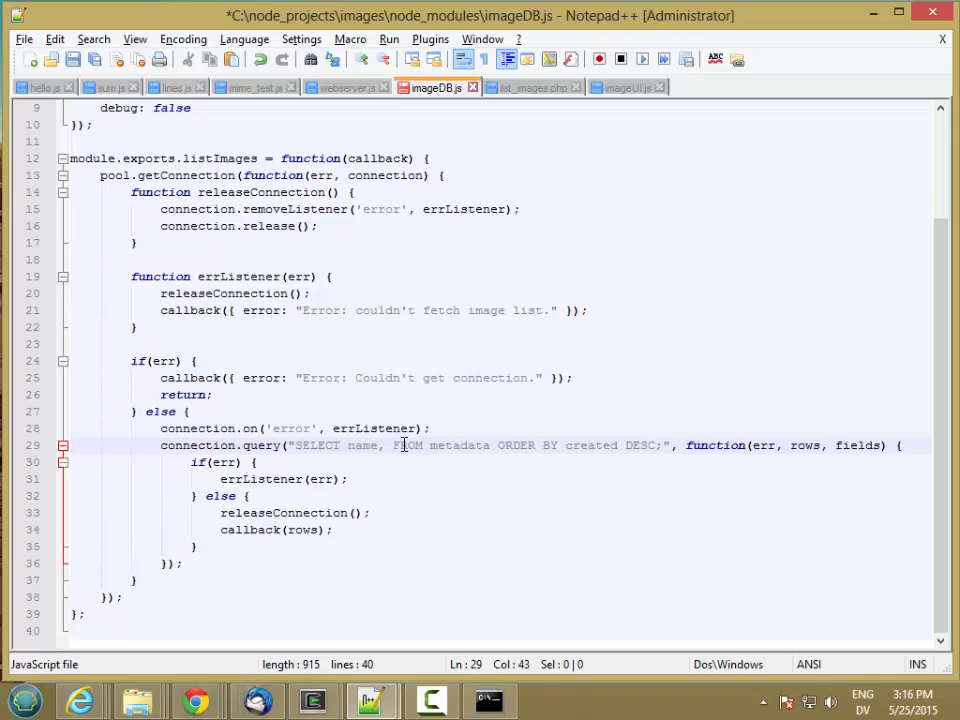 *C:\node_projects\images\node_modules\imageDB.js - Notepad++ [Administrator]
File Edit Search View Encoding Language Settings Macro Run Plugins Window ? X
hello.js sum.js lines.js mime_test.js webserver.js imageDB.js list_images.php imageUI.js
9 debug: false
10 });
11
12 module.exports.listImages = function(callback) {
13 pool.getConnection(function(err, connection) {
14 function releaseConnection() {
15 connection.removeListener('error', errListener);
16 connection.release();
17 }
18
19 function errListener(err) {
20 releaseConnection();
21 callback({ error: "Error: couldn't fetch image list." });
22 }
23
24 if(err) {
25 callback({ error: "Error: Couldn't get connection." });
26 return;
27 } else {
28 connection.on('error', errListener);
29 connection.query("SELECT name, FROM metadata ORDER BY created DESC;", function(err, rows, fields) {
30 if(err) {
31 errListener(err);
32 } else {
33 releaseConnection();
34 callback(rows);
35 }
36 });
37 }
38 });
39 };
40
JavaScript file length : 915 lines : 40 Ln : 29 Col : 43 Sel : 0 | 0 Dos\Windows ANSI INS
ENG 3:16 PM
DV 5/25/2015